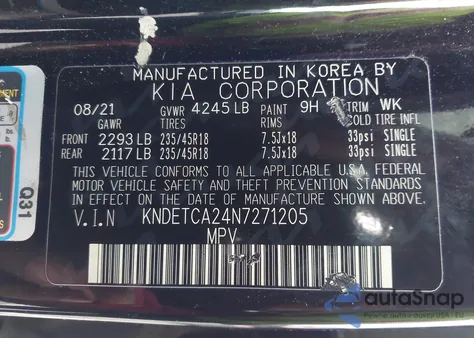 MANUFACTURED IN KOREA BY
KIA CORPORATION
08/21 GVWR 4245 LB PAINT 9H TRIM WK
GAWR TIRES COLD TIRE INFL
FRONT 2293 LB 235/45R18 7.5Jx18 33psi SINGLE
REAR 2117 LB 235/45R18 7.5Jx18 33psi SINGLE
THIS VEHICLE CONFORMS TO ALL APPLICABLE U.S.A. FEDERAL
MOTOR VEHICLE SAFETY AND THEFT PREVENTION STANDARDS
IN EFFECT ON THE DATE OF MANUFACTURE SHOWN ABOVE.
V.I.N KNDETCA24N7271205
MPV
Q31
autoSnap